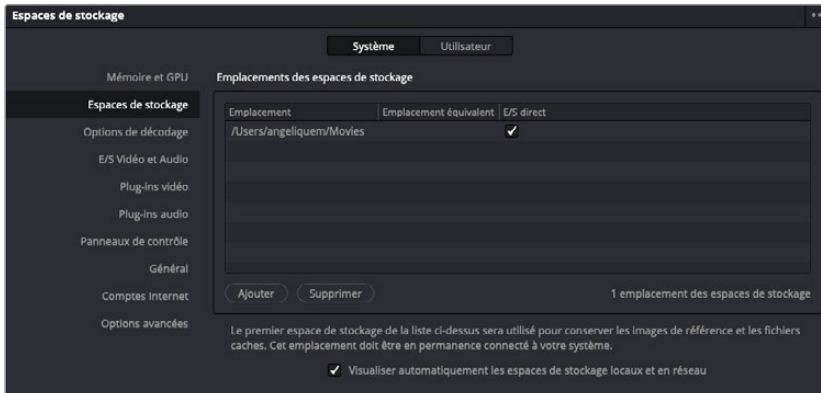 Espaces de stockage
Système
Utilisateur
Mémoire et GPU
Espaces de stockage
Options de décodage
E/S Vidéo et Audio
Plug-ins vidéo
Plug-ins audio
Panneaux de contrôle
Général
Comptes Internet
Options avancées
Emplacements des espaces de stockage
Emplacement
Emplacement équivalent
E/S direct
/Users/angeliquem/Movies
Ajouter
Supprimer
1 emplacement des espaces de stockage
Le premier espace de stockage de la liste ci-dessus sera utilisé pour conserver les images de référence et les fichiers
caches. Cet emplacement doit être en permanence connecté à votre système.
Visualiser automatiquement les espaces de stockage locaux et en réseau